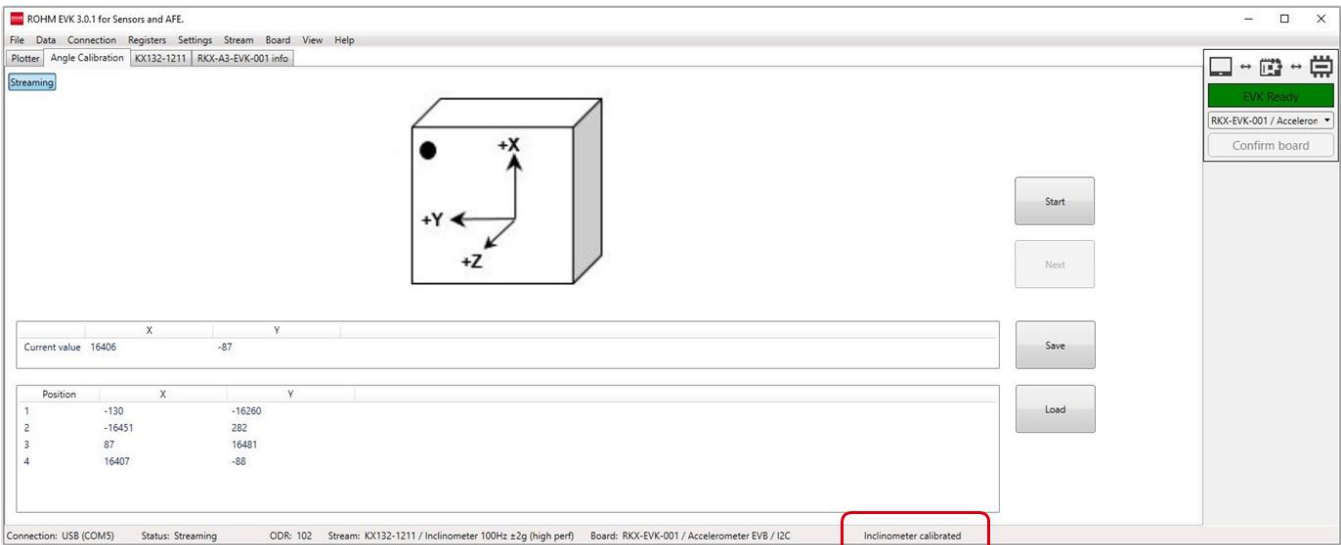 ROHM EVK 3.0.1 for Sensors and AFE.
File Data Connection Registers Settings Stream Board View Help
Plotter Angle Calibration KX132-1211 RKX-A3-EVK-001 info
Streaming
EVK Ready
RKX-EVK-001 / Acceleron
Confirm board
+X
+Y
+Z
Start
Next
X Y
Current value 16406 -87
Save
Position X Y
1 -130 -16260
2 -16451 282
3 87 16481
4 16407 -88
Load
Connection: USB (COM5) Status: Streaming ODR: 102 Stream: KX132-1211 / Inclinometer 100Hz ±2g (high perf) Board: RKX-EVK-001 / Accelerometer EVB / I2C Inclinometer calibrated